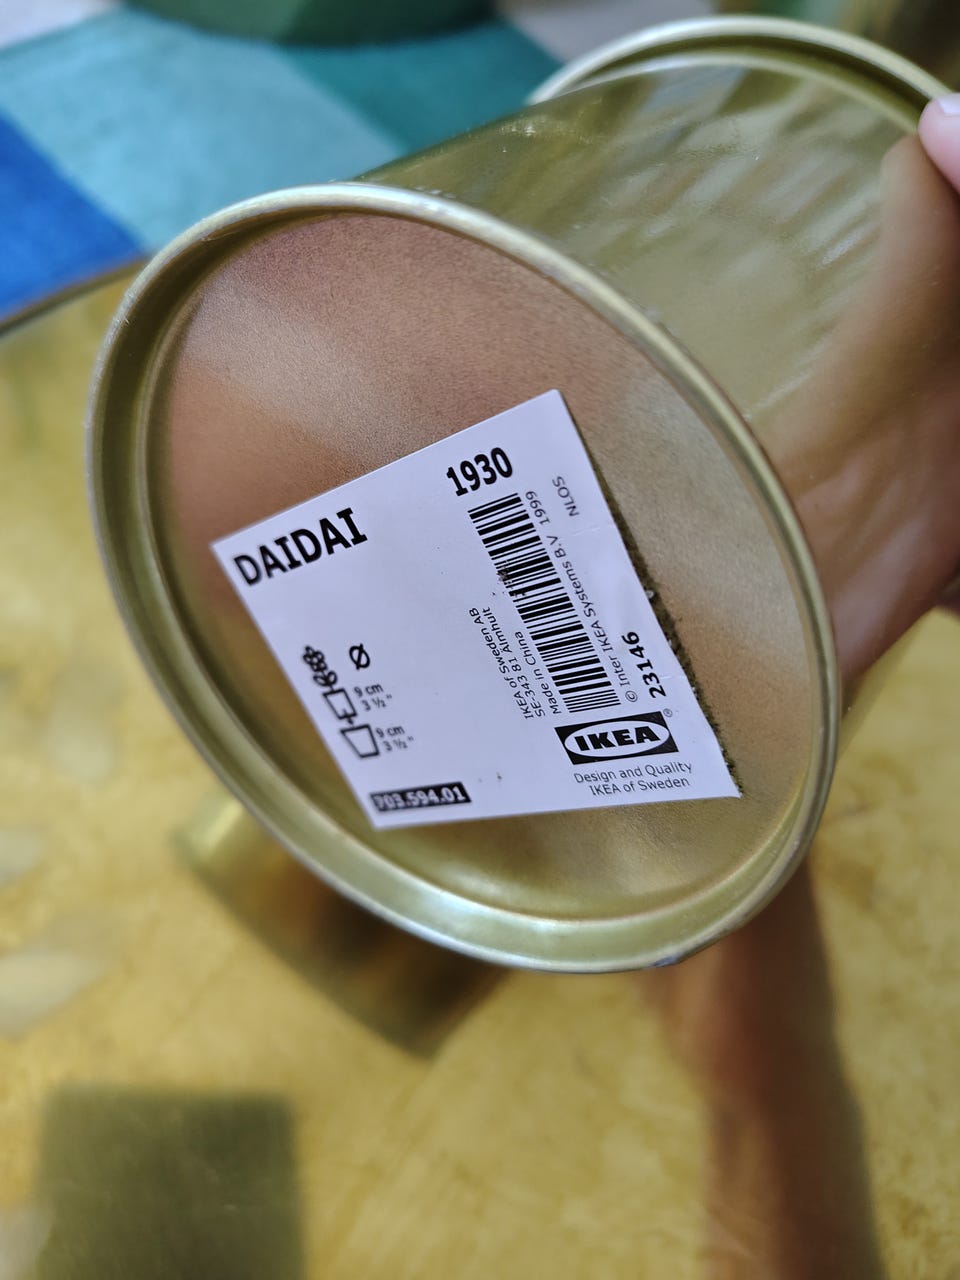 DAIDAI
1930
Ø
9 cm
3 ½"
9 cm
3 ½"
703.594.01
IKEA of Sweden AB
SE-343 81 Älmhult
Made in China
© Inter IKEA Systems B.V. 1999
NLOS
23146
IKEA®
Design and Quality
IKEA of Sweden